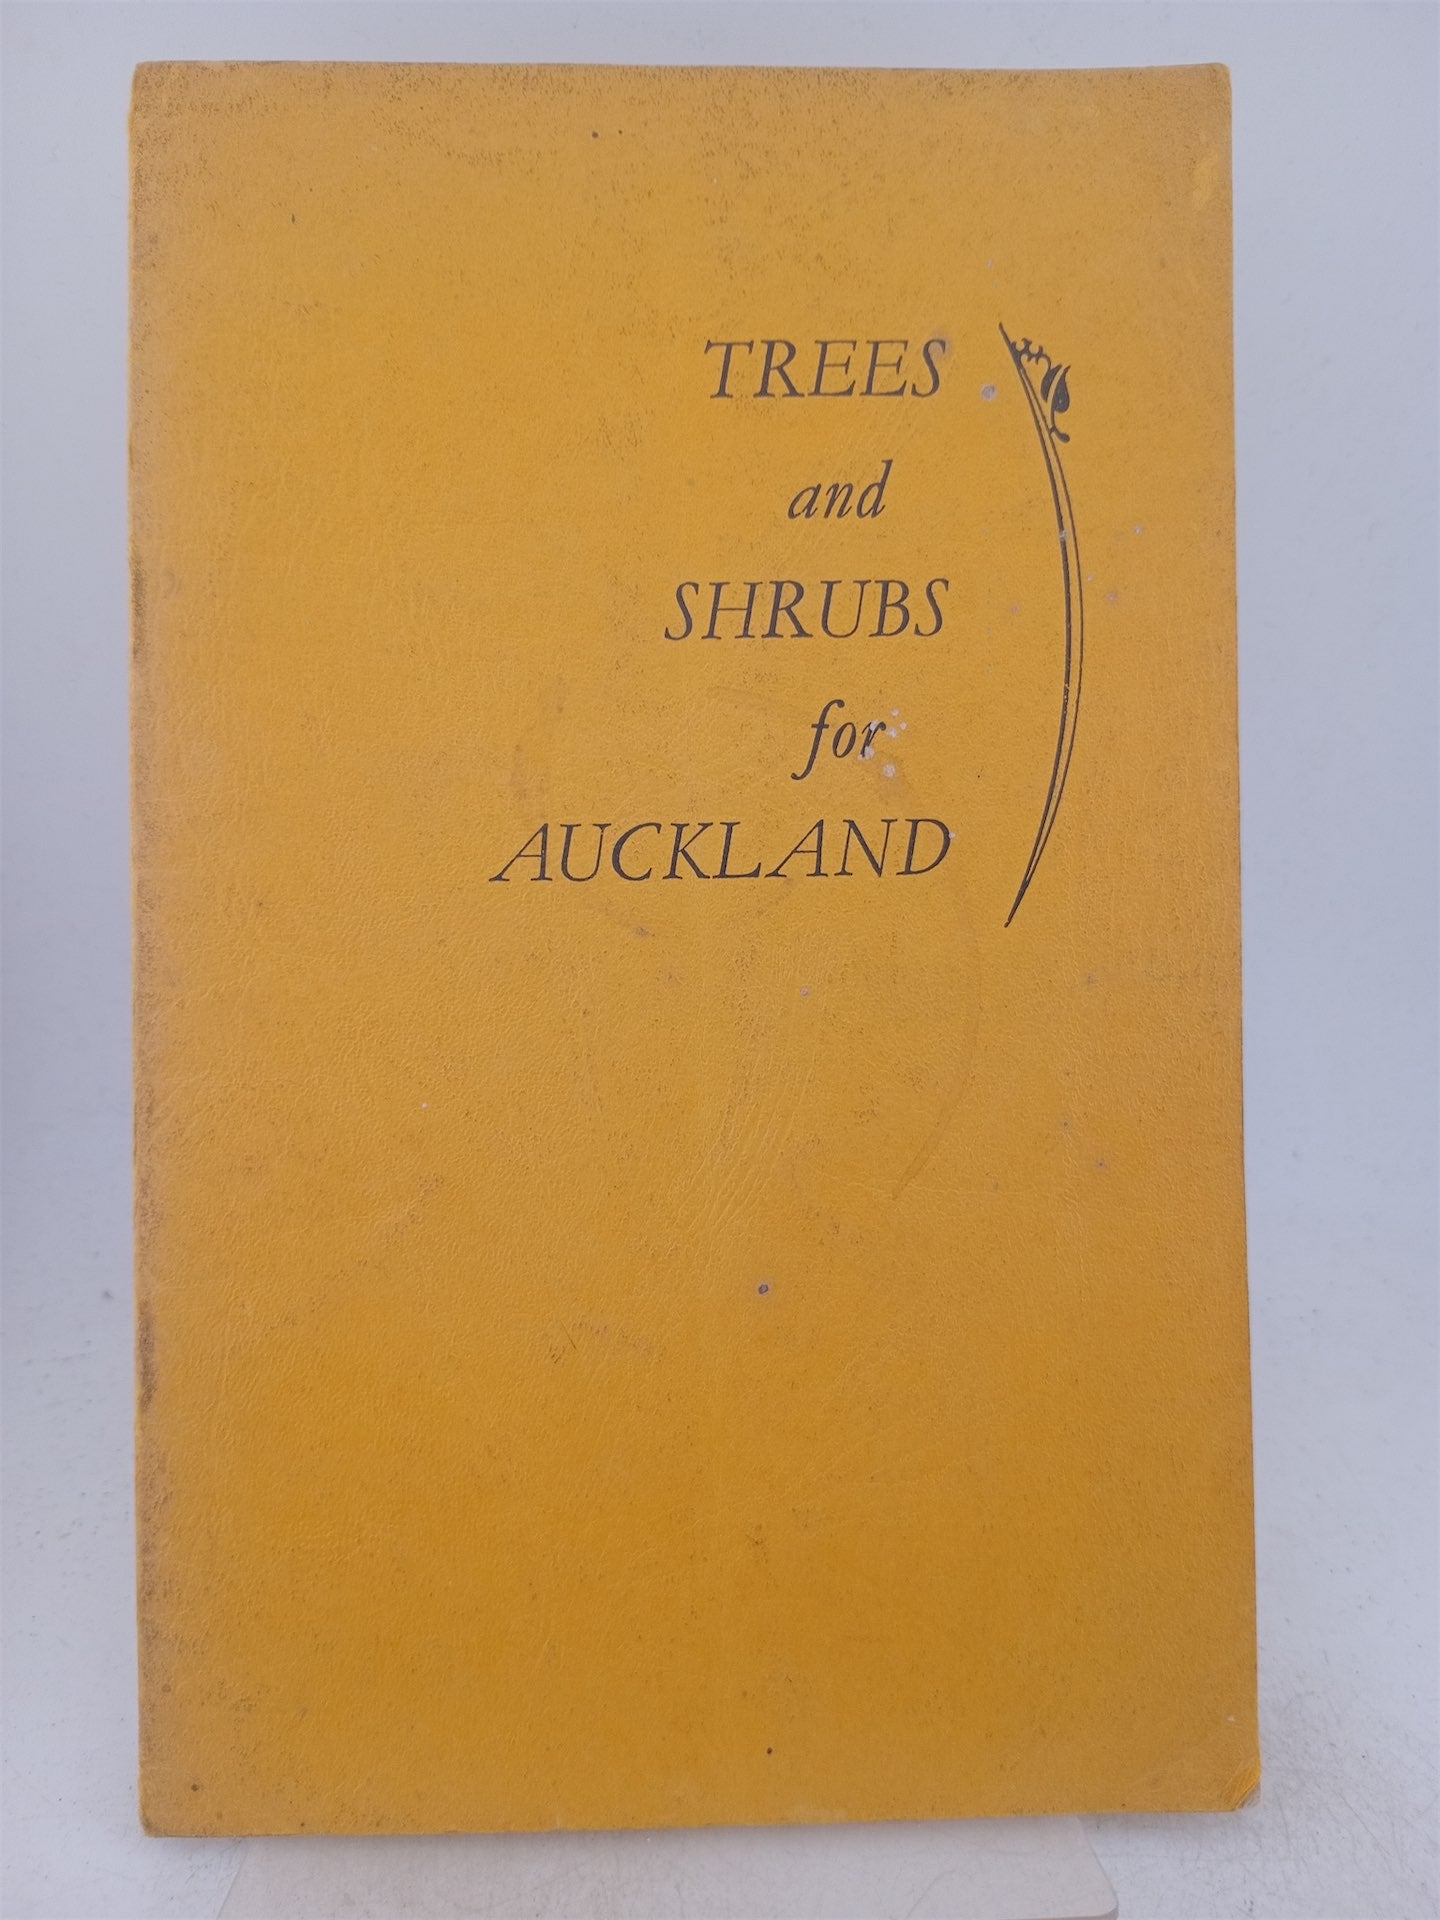 TREES
and
SHRUBS
for
AUCKLAND